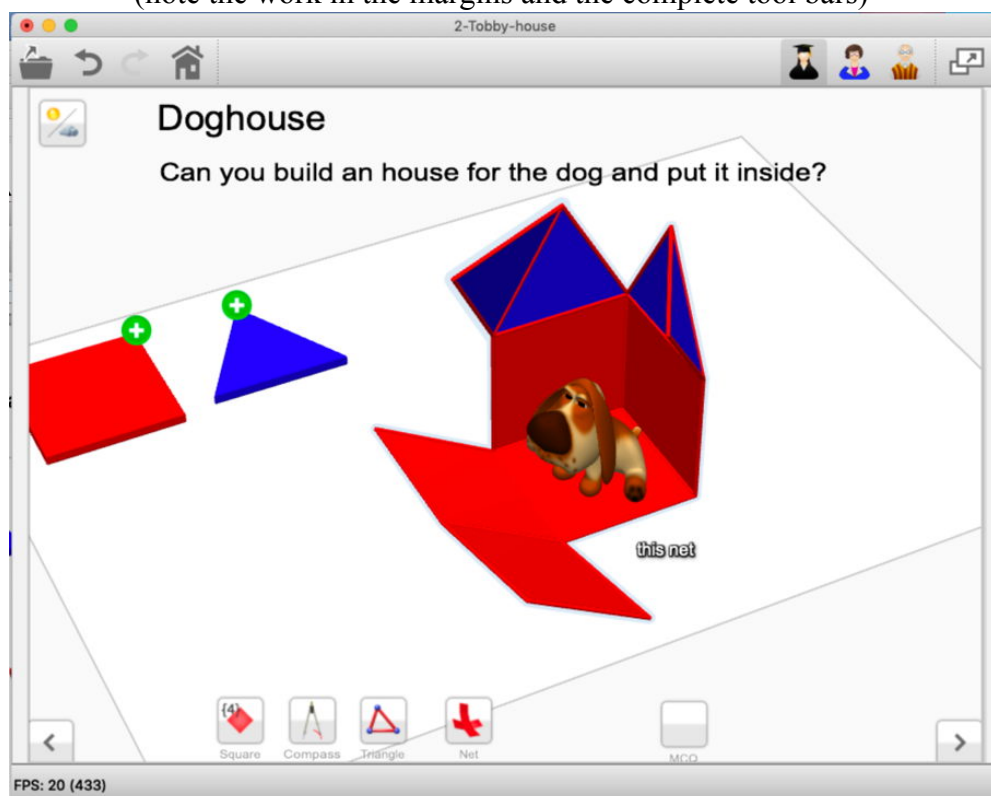 (note the work in the margins and the complete tool bars)
2-Tobby-house
Doghouse
Can you build an house for the dog and put it inside?
this net
{4}
Square Compass Triangle Net MCQ
FPS: 20 (433)